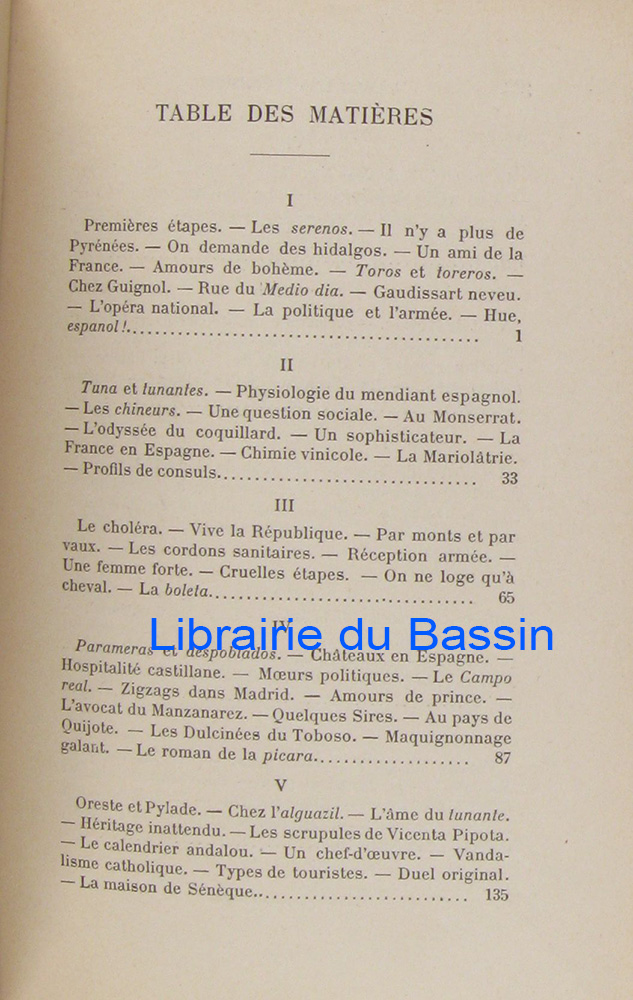 TABLE DES MATIÈRES
I
Premières étapes. — Les serenos. — Il n'y a plus de
Pyrénées. — On demande des hidalgos. — Un ami de la
France. — Amours de bohème. — Toros et toreros. —
Chez Guignol. — Rue du Medio dia. — Gaudissart neveu.
— L'opéra national. — La politique et l'armée. — Hue,
espanol!............................................. 1
II
Tuna et tunantes. — Physiologie du mendiant espagnol.
— Les chineurs. — Une question sociale. — Au Monserrat.
— L'odyssée du coquillard. — Un sophisticateur. — La
France en Espagne. — Chimie vinicole. — La Mariolâtrie.
— Profils de consuls................................. 33
III
Le choléra. — Vive la République. — Par monts et par
vaux. — Les cordons sanitaires. — Réception armée. —
Une femme forte. — Cruelles étapes. — On ne loge qu'à
cheval. — La boleta.................................. 65
IV
Librairie du Bassin
Parameras et despoblados. — Châteaux en Espagne. —
Hospitalité castillane. — Mœurs politiques. — Le Campo
real. — Zigzags dans Madrid. — Amours de prince. —
L'avocat du Manzanarez. — Quelques Sires. — Au pays de
Quijote. — Les Dulcinées du Toboso. — Maquignonnage
galant. — Le roman de la picara.................... 87
V
Oreste et Pylade. — Chez l'alguazil. — L'âme du tunante.
— Héritage inattendu. — Les scrupules de Vicenta Pipota.
— Le calendrier andalou. — Un chef-d'œuvre. — Vanda-
lisme catholique. — Types de touristes. — Duel original.
— La maison de Sénèque............................ 135